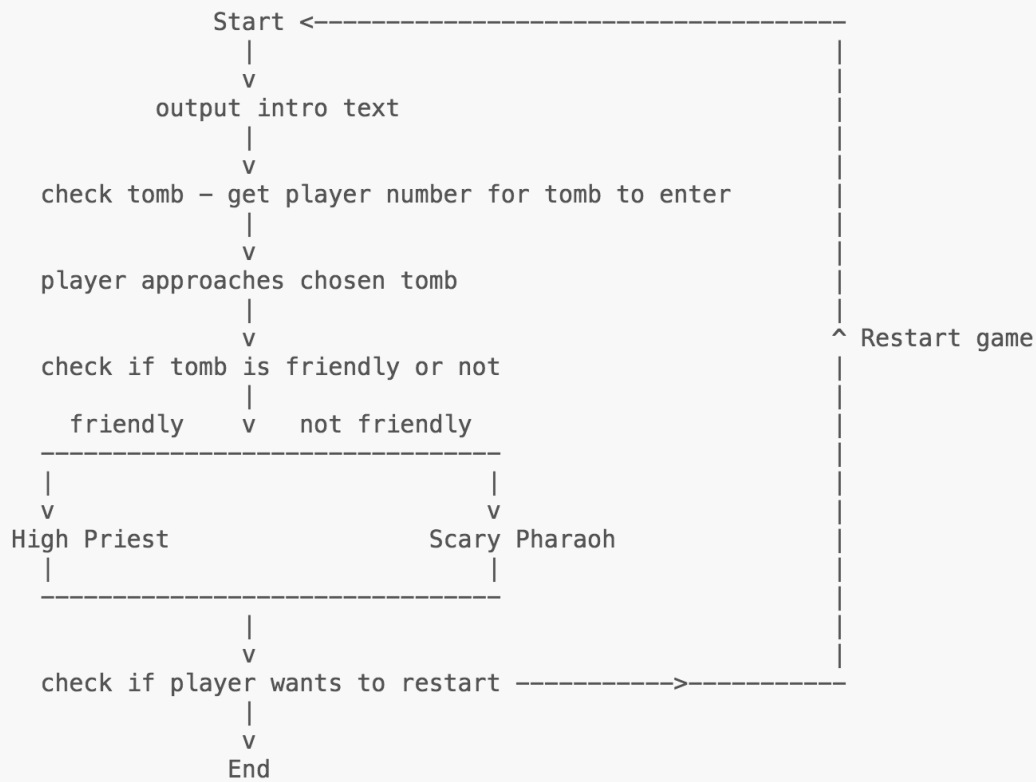 Start
output intro text
check tomb – get player number for tomb to enter
player approaches chosen tomb
Restart game
check if tomb is friendly or not
friendly v not friendly
High Priest Scary Pharaoh
check if player wants to restart
End